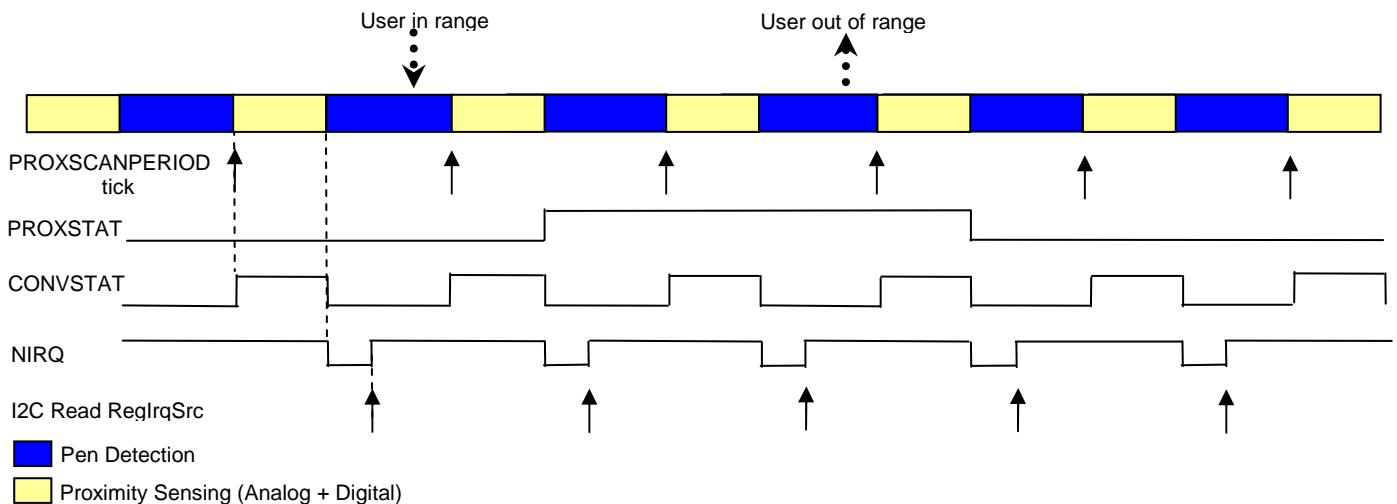 User in range
User out of range
PROXSCANPERIOD
tick
PROXSTAT
CONVSTAT
NIRQ
I2C Read RegIrqSrc
Pen Detection
Proximity Sensing (Analog + Digital)